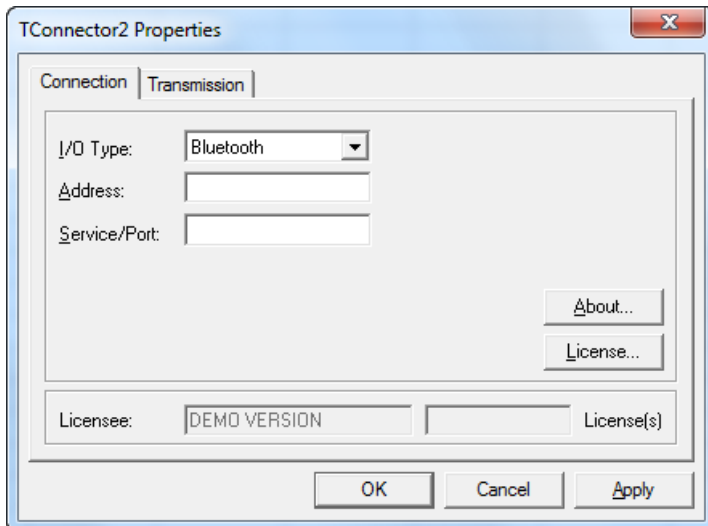 TConnector2 Properties
Connection Transmission
I/O Type: Bluetooth
Address:
Service/Port:
About...
License...
Licensee: DEMO VERSION License(s)
OK Cancel Apply